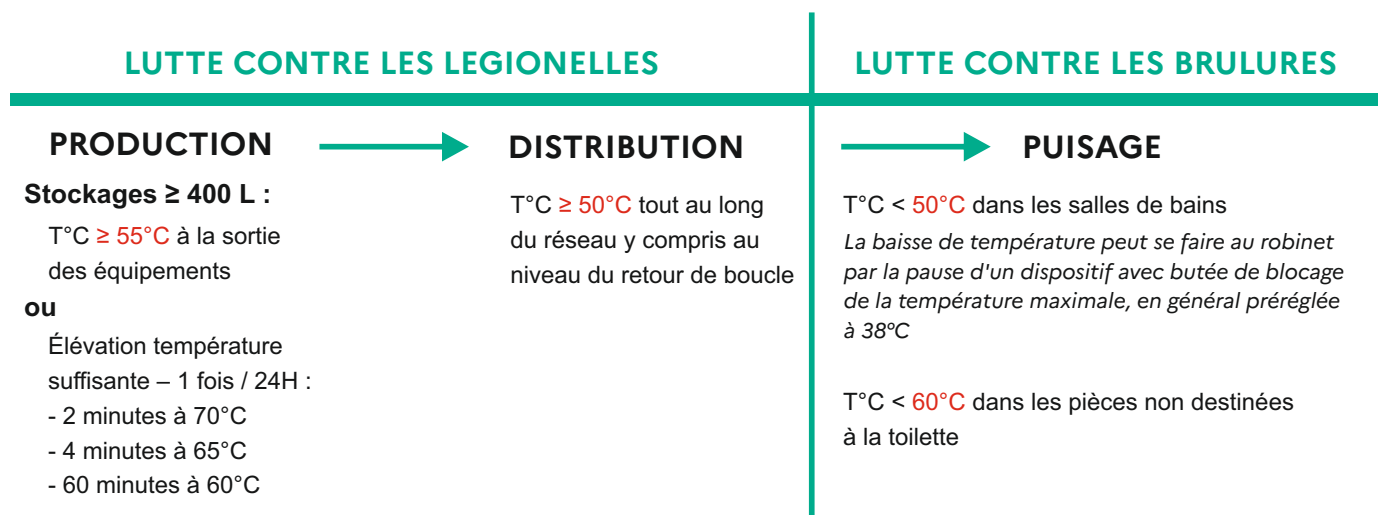 LUTTE CONTRE LES LEGIONELLES
PRODUCTION
Stockages ≥ 400 L :
T°C ≥ 55°C à la sortie
des équipements
ou
Élévation température
suffisante – 1 fois / 24H :
- 2 minutes à 70°C
- 4 minutes à 65°C
- 60 minutes à 60°C
DISTRIBUTION
T°C ≥ 50°C tout au long
du réseau y compris au
niveau du retour de boucle
LUTTE CONTRE LES BRULURES
PUISAGE
T°C < 50°C dans les salles de bains
La baisse de température peut se faire au robinet
par la pause d'un dispositif avec butée de blocage
de la température maximale, en général préréglée
à 38°C
T°C < 60°C dans les pièces non destinées
à la toilette